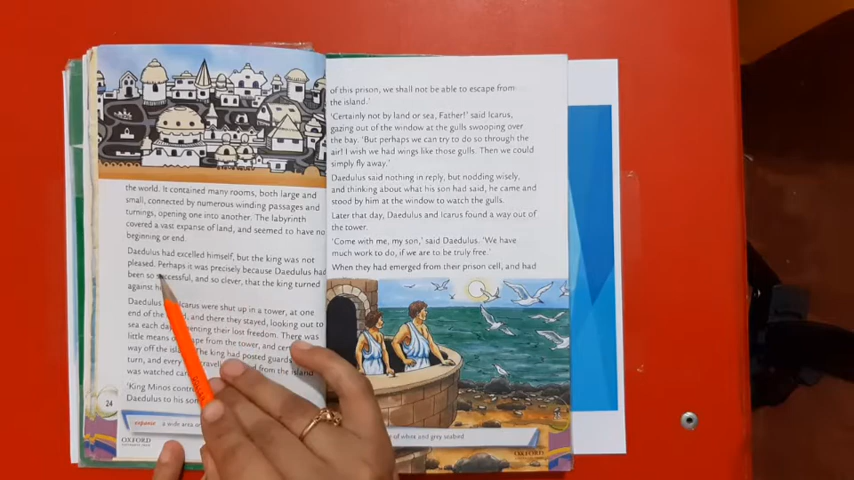 the world. It contained many rooms, both large and
small, connected by numerous winding passages and
turnings, opening one into another. The labyrinth
covered a vast expanse of land, and seemed to have no
beginning or end.
Daedalus had excelled himself, but the king was not
pleased. Perhaps it was precisely because Daedalus had
been so successful, and so clever, that the king turned
against
Daedalus Icarus were shut up in a tower, at one
end of the and there they stayed, looking out to
sea each day, lamenting their lost freedom. There was
little means of escape from the tower, and
way off the island. The king had posted guards
turn, and every from the island
was watched
'King Minos
Daedalus to his son
24
expanse a wide area
OXFORD
of this prison, we shall not be able to escape from
the island.'
'Certainly not by land or sea, Father!' said Icarus,
gazing out of the window at the gulls swooping over
the bay. 'But perhaps we can try to do so through the
air! I wish we had wings like those gulls. Then we could
simply fly away.'
Daedalus said nothing in reply, but nodding wisely,
and thinking about what his son had said, he came and
stood by him at the window to watch the gulls.
Later that day, Daedalus and Icarus found a way out of
the tower.
'Come with me, my son,' said Daedalus. 'We have
much work to do, if we are to be truly free.'
When they had emerged from their prison cell, and had
of white and grey seabird
OXFORD